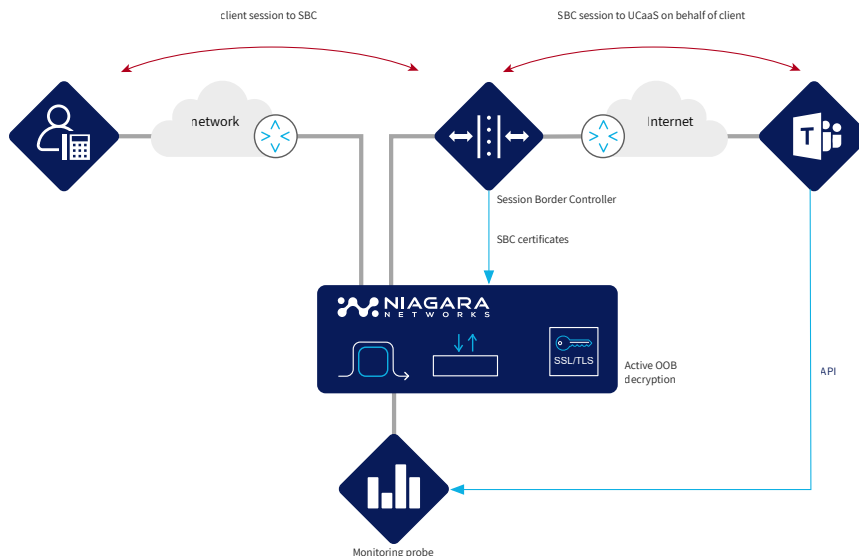 client session to SBC
SBC session to UCaaS on behalf of client
network
Internet
T
Session Border Controller
SBC certificates
NIAGARA
NETWORKS
SSL/TLS
Active OOB
decryption
API
Monitoring probe